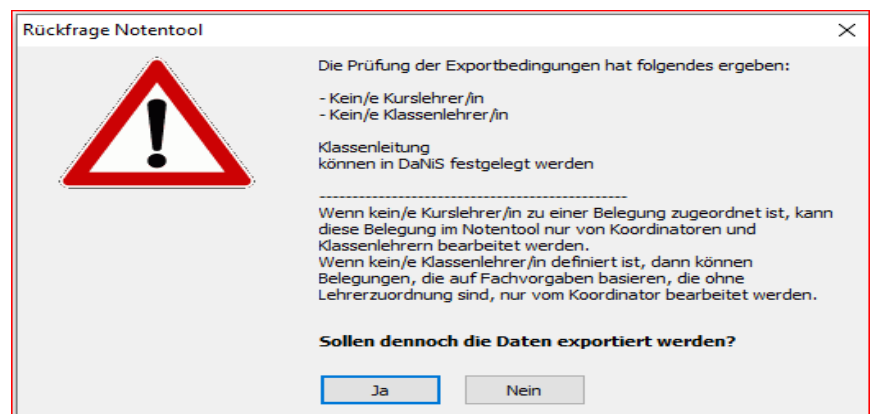 Rückfrage Notentool
Die Prüfung der Exportbedingungen hat folgendes ergeben:
- Kein/e Kurslehrer/in
- Kein/e Klassenlehrer/in
Klassenleitung
können in DaNiS festgelegt werden
-----------------------------------------------
Wenn kein/e Kurslehrer/in zu einer Belegung zugeordnet ist, kann
diese Belegung im Notentool nur von Koordinatoren und
Klassenlehrern bearbeitet werden.
Wenn kein/e Klassenlehrer/in definiert ist, dann können
Belegungen, die auf Fachvorgaben basieren, die ohne
Lehrerzuordnung sind, nur vom Koordinator bearbeitet werden.
Sollen dennoch die Daten exportiert werden?
Ja
Nein